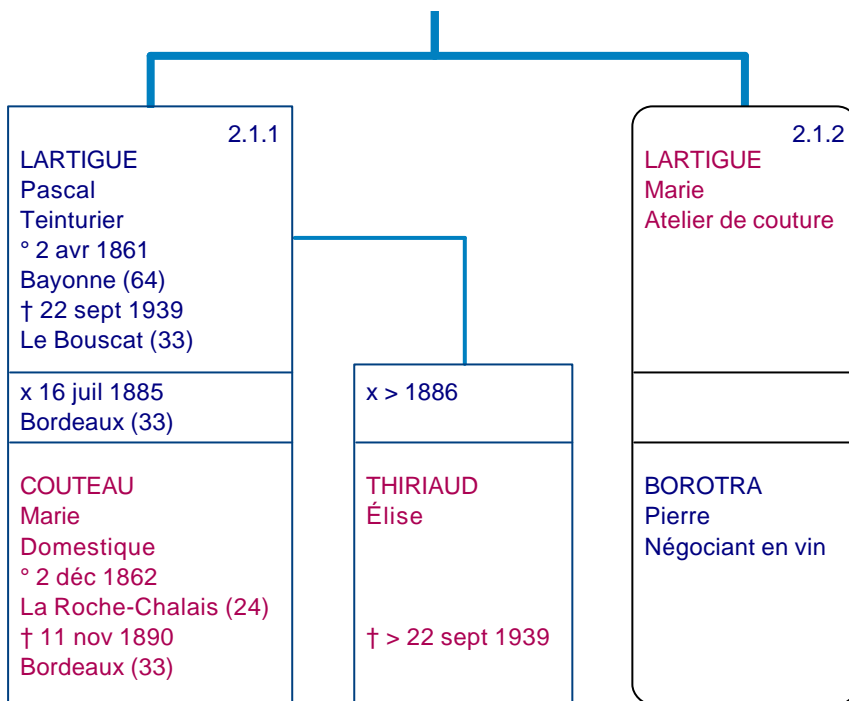 2.1.1
LARTIGUE
Pascal
Teinturier
° 2 avr 1861
Bayonne (64)
† 22 sept 1939
Le Bouscat (33)
x 16 juil 1885
Bordeaux (33)
COUTEAU
Marie
Domestique
° 2 déc 1862
La Roche-Chalais (24)
† 11 nov 1890
Bordeaux (33)
x > 1886
THIRIAUD
Élise
† > 22 sept 1939
2.1.2
LARTIGUE
Marie
Atelier de couture
BOROTRA
Pierre
Négociant en vin